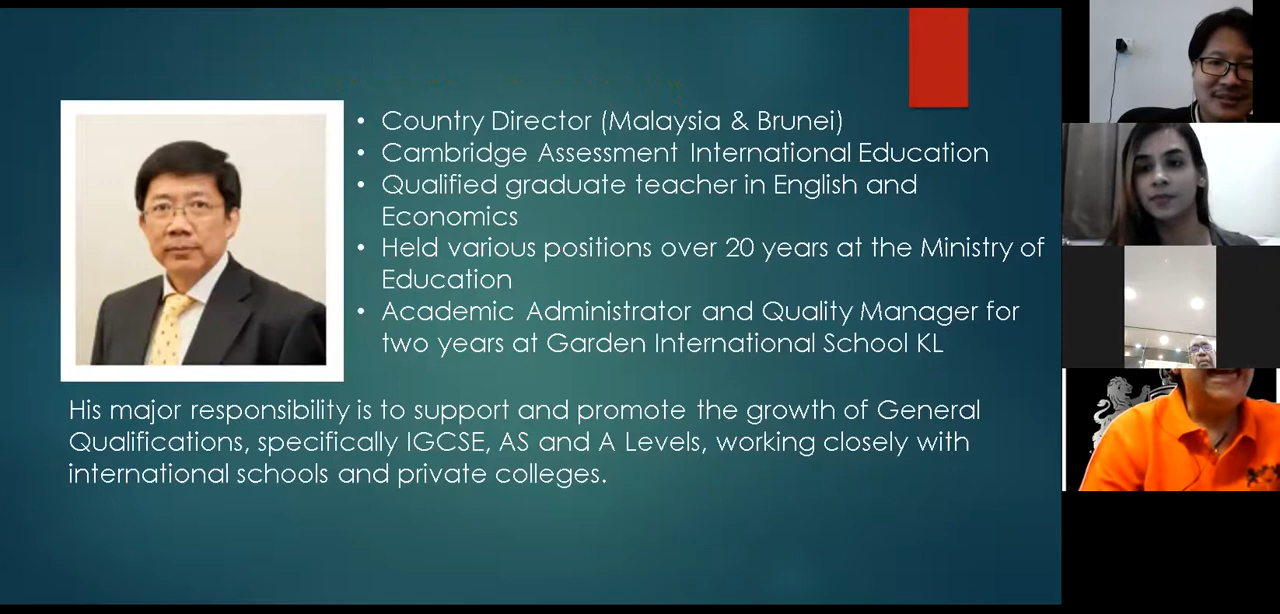 • Country Director (Malaysia & Brunei)
• Cambridge Assessment International Education
• Qualified graduate teacher in English and
Economics
• Held various positions over 20 years at the Ministry of
Education
• Academic Administrator and Quality Manager for
two years at Garden International School KL
His major responsibility is to support and promote the growth of General
Qualifications, specifically IGCSE, AS and A Levels, working closely with
international schools and private colleges.